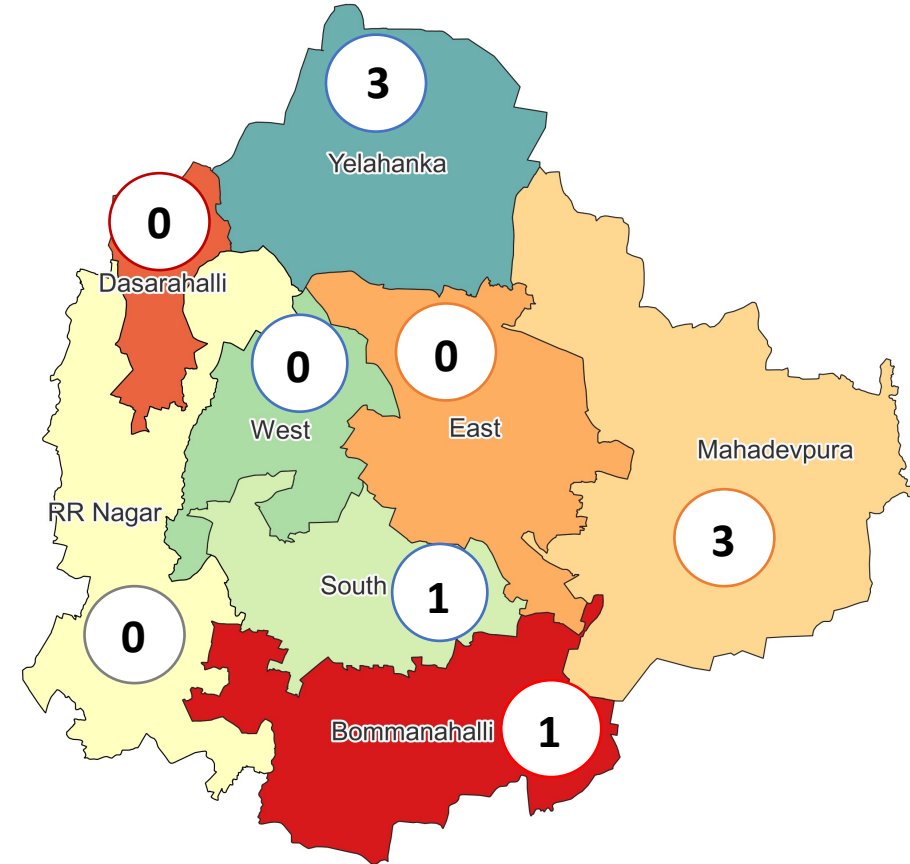 3
Yelahanka
0
Dasarahalli
0
West
0
East
Mahadevpura
3
RR Nagar
0
South
1
Bommanahalli
1